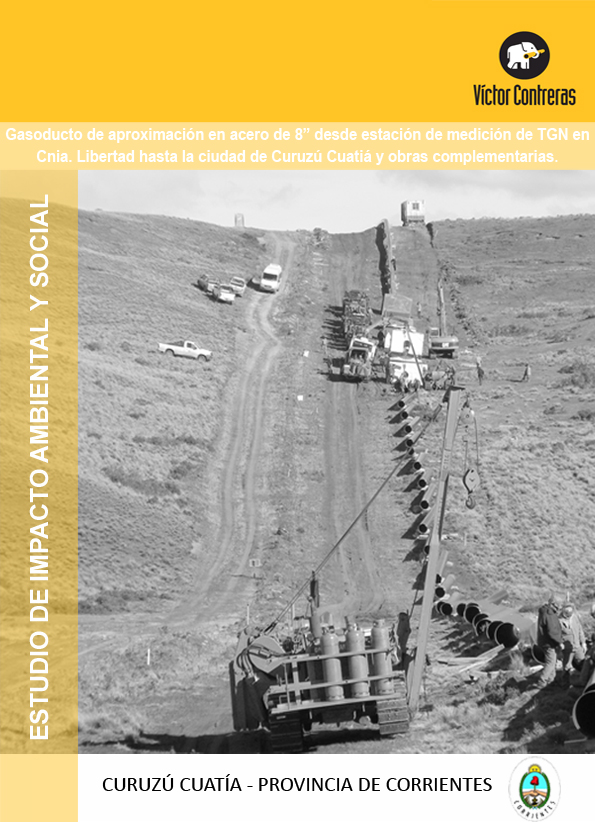 Víctor Contreras
Gasoducto de aproximación en acero de 8” desde estación de medición de TGN en
Cnia. Libertad hasta la ciudad de Curuzú Cuatiá y obras complementarias.
ESTUDIO DE IMPACTO AMBIENTAL Y SOCIAL
CURUZÚ CUATÍA - PROVINCIA DE CORRIENTES
CORRIENTES